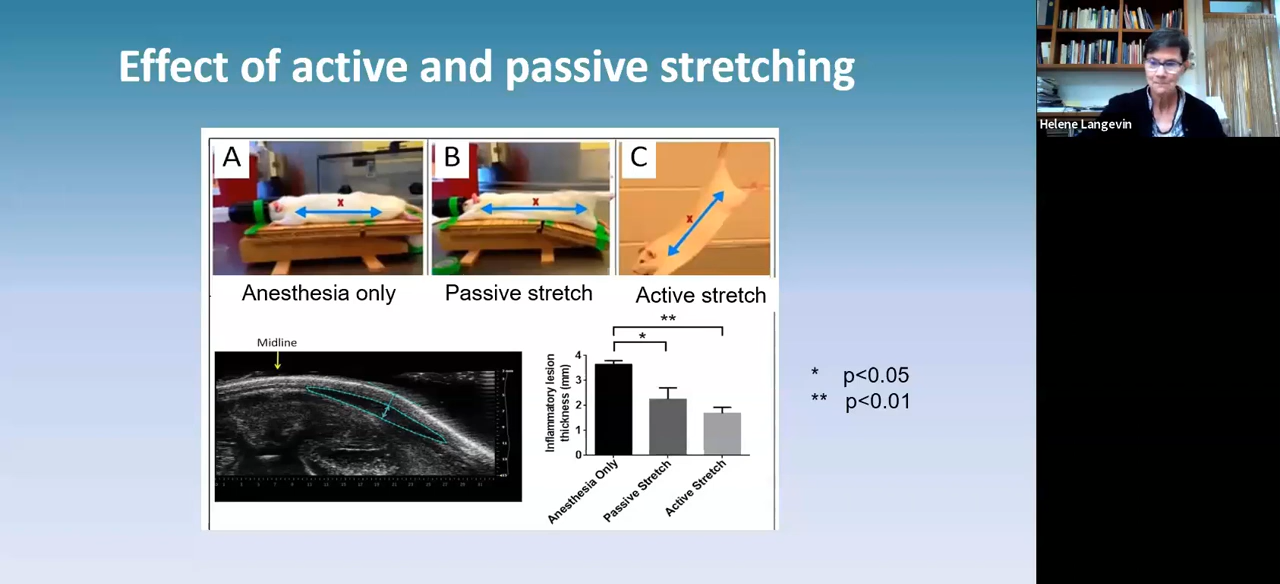 Effect of active and passive stretching
Helene Langevin
A
B
C
x
x
x
Anesthesia only
Passive stretch
Active stretch
Midline
**
*
Inflammatory lesion
thickness (mm)
4
3
2
1
0
Anesthesia Only
Passive Stretch
Active Stretch
* p<0.05
** p<0.01